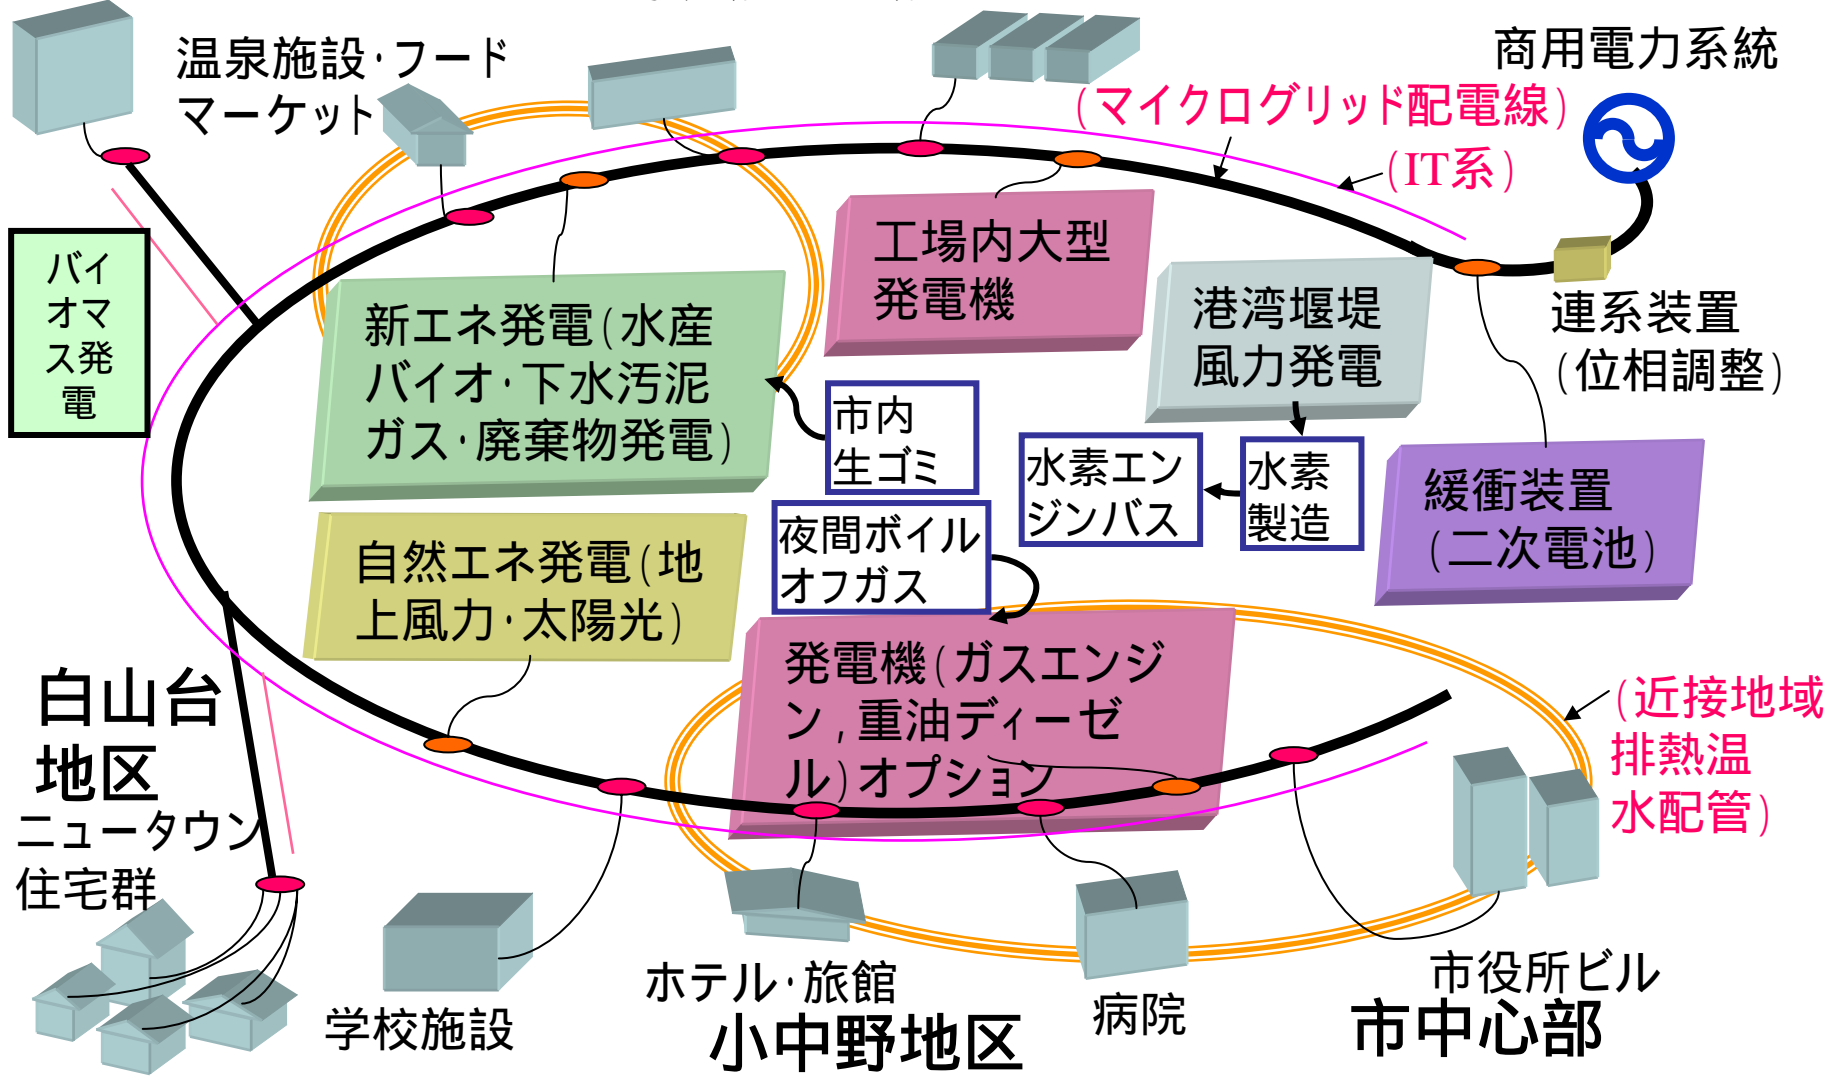 温泉施設・フード
マーケット
商用電力系統
(マイクログリッド配電線)
(IT系)
バイ
オマ
ス発
電
工場内大型
発電機
港湾堰堤
風力発電
連系装置
(位相調整)
新エネ発電(水産
バイオ・下水汚泥
ガス・廃棄物発電)
市内
生ゴミ
水素エン
ジンバス
水素
製造
緩衝装置
(二次電池)
夜間ボイル
オフガス
自然エネ発電(地
上風力・太陽光)
発電機(ガスエンジ
ン,重油ディーゼ
ル)オプション
白山台
地区
ニュータウン
住宅群
(近接地域
排熱温
水配管)
学校施設
ホテル・旅館
小中野地区
病院
市役所ビル
市中心部